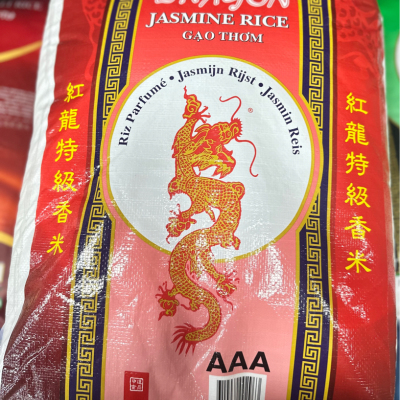 DRAGON
JASMINE RICE
GẠO THƠM
Riz Parfumé • Jasmijn Rijst • Jasmin Reis
®
紅龍特級香米
紅龍特級香米
AAA